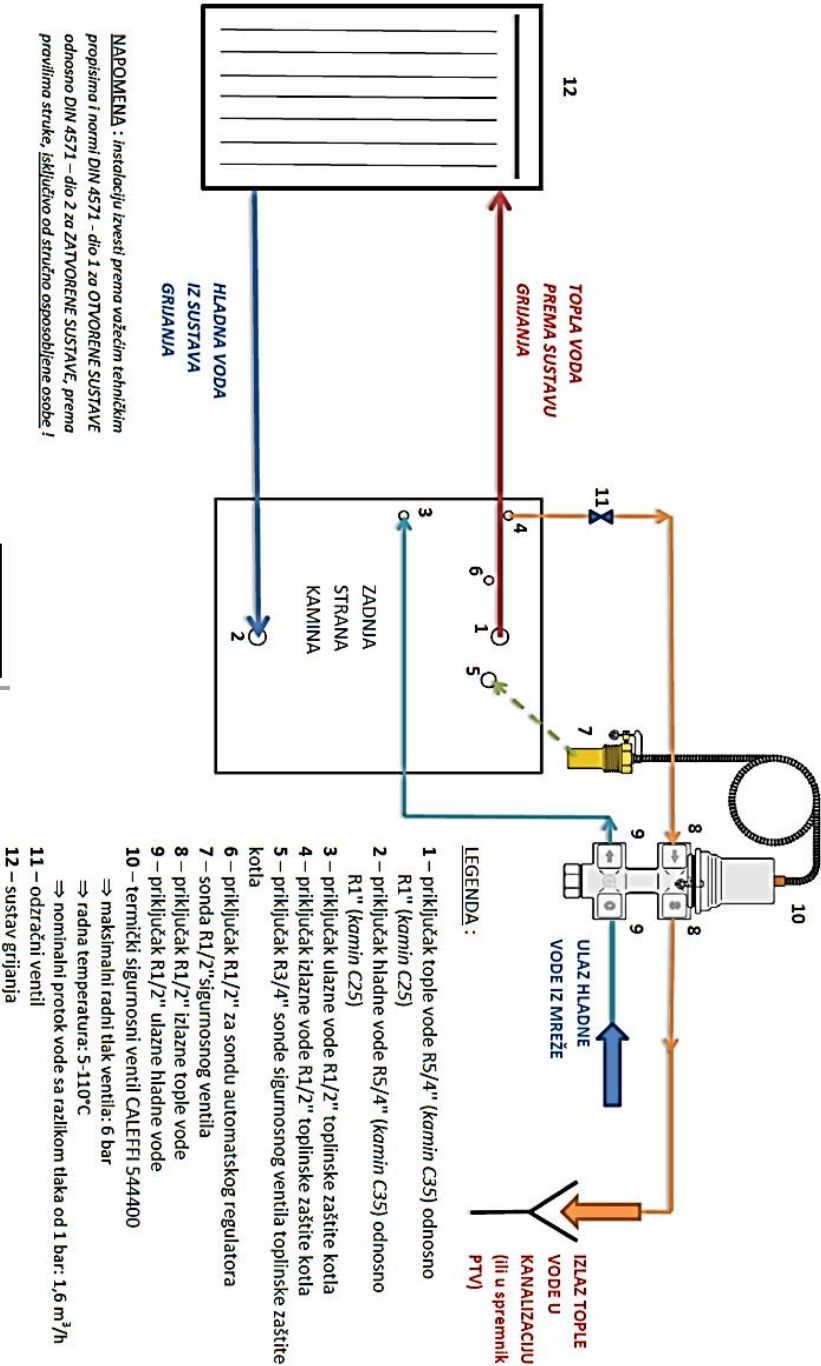 12
TOPLA VODA
PREMA SUSTAVU
GRIJANJA
HLADNA VODA
IZ SUSTAVA
GRIJANJA
NAPOMENA : instalaciju izvesti prema važećim tehničkim
propisima i normi DIN 4571 - dio 1 za OTVORENE SUSTAVE
odnosno DIN 4571 – dio 2 za ZATVORENE SUSTAVE, prema
pravilima struke, isključivo od stručno osposobljene osobe !
11
4
3
6
1
5
2
ZADNJA
STRANA
KAMINA
7
8
9
10
8
9
ULAZ HLADNE
VODE IZ MREŽE
IZLAZ TOPLE
VODE U
KANALIZACIJU
(ili u spremnik
PTV)
LEGENDA :
1 – priključak tople vode R5/4" (kamin C35) odnosno
R1" (kamin C25)
2 – priključak hladne vode R5/4" (kamin C35) odnosno
R1" (kamin C25)
3 – priključak ulazne vode R1/2" toplinske zaštite kotla
4 – priključak izlazne vode R1/2" toplinske zaštite kotla
5 – priključak R3/4" sonde sigurnosnog ventila toplinske zaštite
kotla
6 – priključak R1/2" za sondu automatskog regulatora
7 – sonda R1/2"sigurnosnog ventila
8 – priključak R1/2" izlazne tople vode
9 – priključak R1/2" ulazne hladne vode
10 – termički sigurnosni ventil CALEFFI 544400
⇒ maksimalni radni tlak ventila: 6 bar
⇒ radna temperatura: 5-110°C
⇒ nominalni protok vode sa razlikom tlaka od 1 bar: 1,6 m³/h
11 – odzračni ventil
12 – sustav grijanja